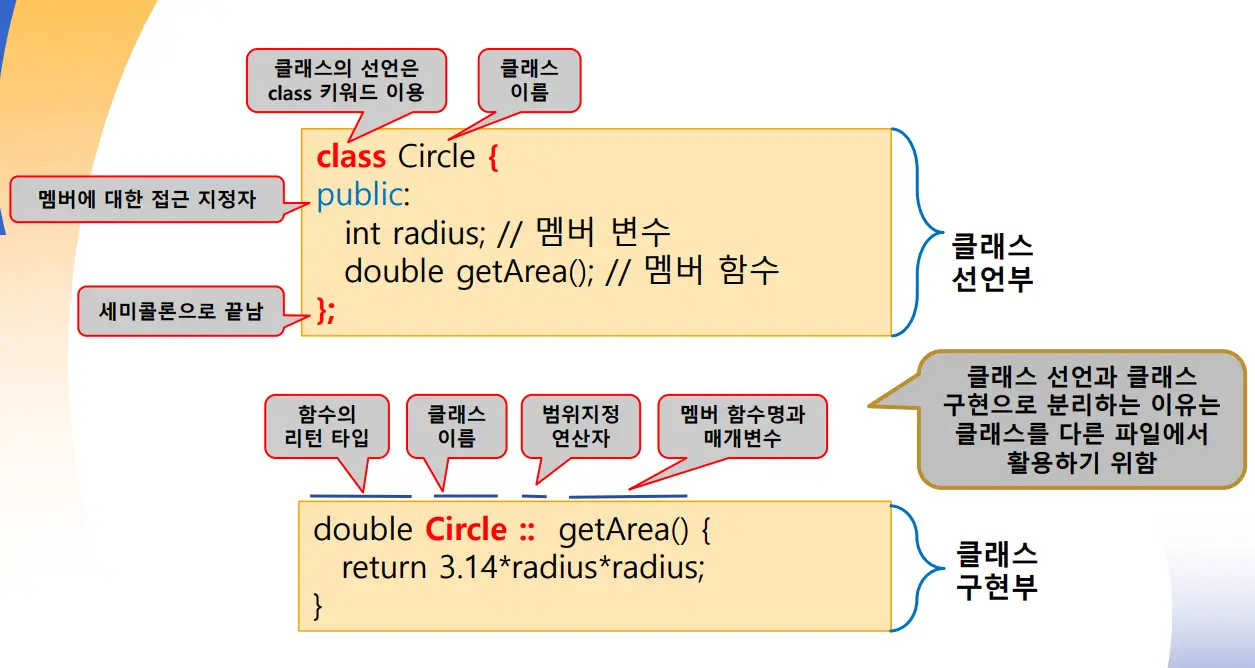 클래스의 선언은
class 키워드 이용
클래스
이름
class Circle {
멤버에 대한 접근 지정자
public:
int radius; // 멤버 변수
double getArea(); // 멤버 함수
세미콜론으로 끝남
};
클래스
선언부
클래스 선언과 클래스
구현으로 분리하는 이유는
클래스를 다른 파일에서
활용하기 위함
함수의
리턴 타입
클래스
이름
범위지정
연산자
멤버 함수명과
매개변수
double Circle :: getArea() {
return 3.14*radius*radius;
}
클래스
구현부